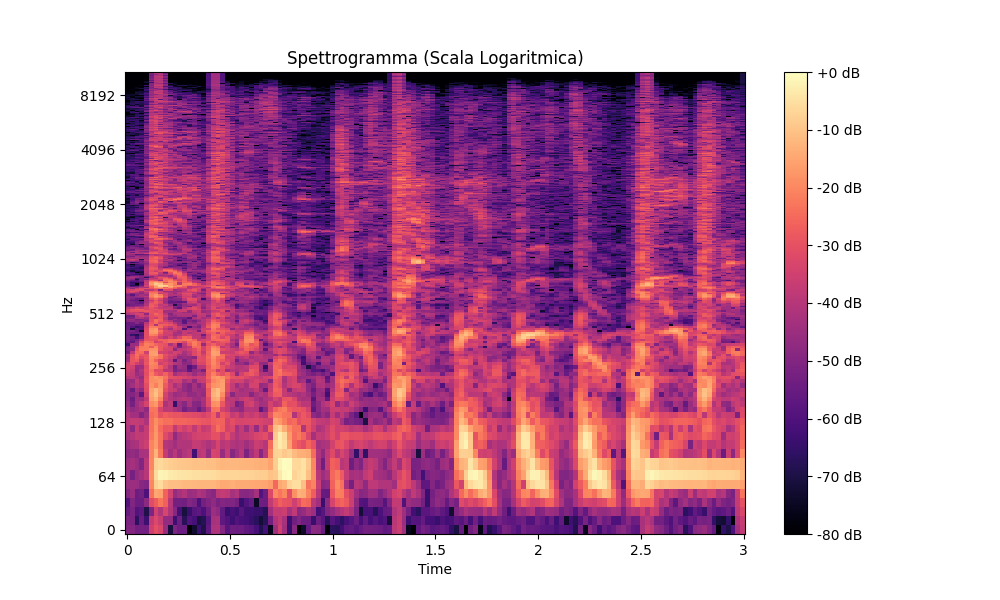 Spettrogramma (Scala Logaritmica)
Hz
8192
4096
2048
1024
512
256
128
64
0
0
0.5
1
1.5
2
2.5
3
Time
+0 dB
-10 dB
-20 dB
-30 dB
-40 dB
-50 dB
-60 dB
-70 dB
-80 dB